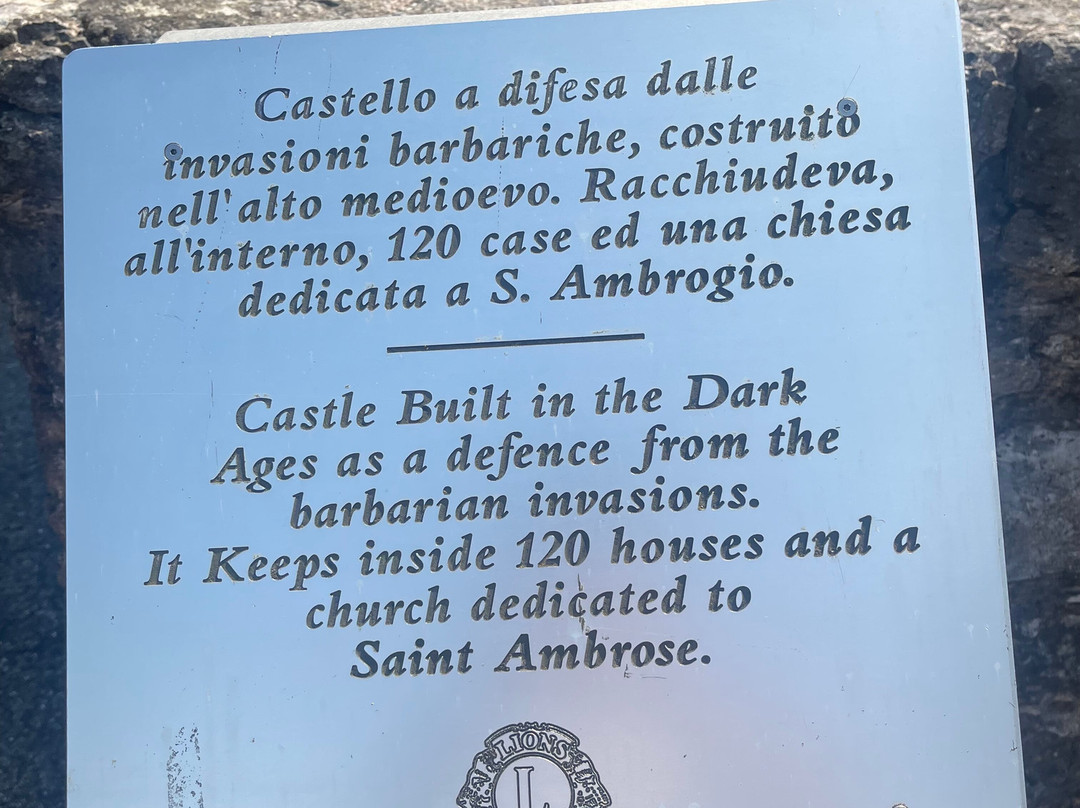 Castello a difesa dalle
invasioni barbariche, costruito
nell'alto medioevo. Racchiudeva,
all'interno, 120 case ed una chiesa
dedicata a S. Ambrogio.
Castle Built in the Dark
Ages as a defence from the
barbarian invasions.
It Keeps inside 120 houses and a
church dedicated to
Saint Ambrose.
LIONS
L